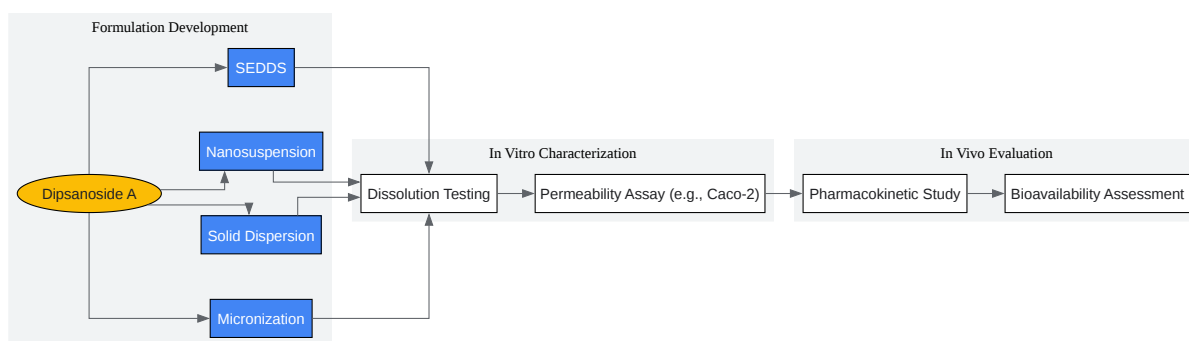 Formulation Development
SEDDS
Nanosuspension
Dipsanoside A
Solid Dispersion
Micronization
In Vitro Characterization
Dissolution Testing
Permeability Assay (e.g., Caco-2)
In Vivo Evaluation
Pharmacokinetic Study
Bioavailability Assessment